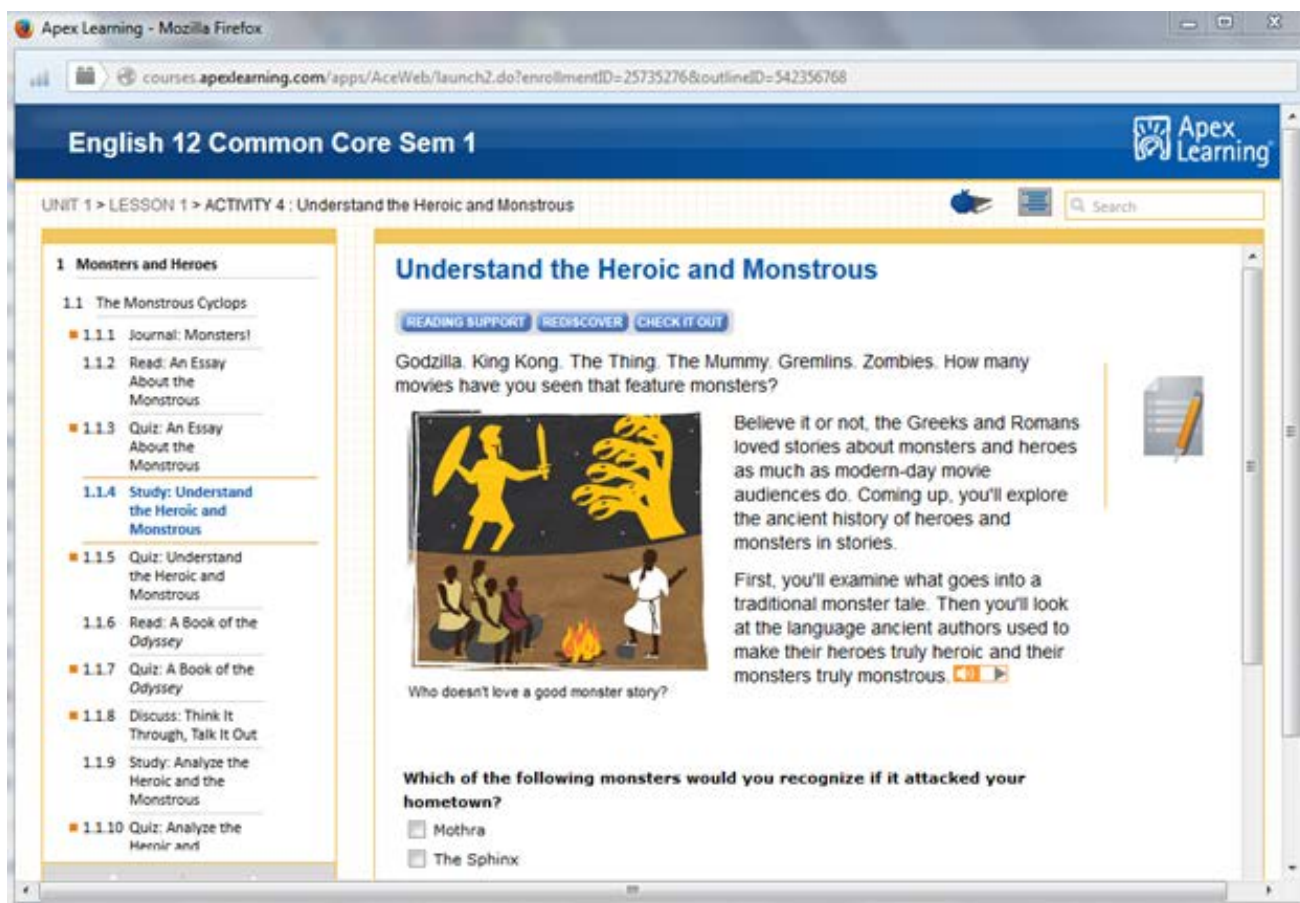 Apex Learning - Mozilla Firefox
courses.apexlearning.com/apps/AceWeb/launch2.do?enrollmentID=25735276&outlineID=542356768
English 12 Common Core Sem 1
Apex
Learning
UNIT 1 > LESSON 1 > ACTIVITY 4 : Understand the Heroic and Monstrous
Search
1 Monsters and Heroes
1.1 The Monstrous Cyclops
1.1.1 Journal: Monsters!
1.1.2 Read: An Essay
About the
Monstrous
1.1.3 Quiz: An Essay
About the
Monstrous
1.1.4 Study: Understand
the Heroic and
Monstrous
1.1.5 Quiz: Understand
the Heroic and
Monstrous
1.1.6 Read: A Book of the
Odyssey
1.1.7 Quiz: A Book of the
Odyssey
1.1.8 Discuss: Think It
Through, Talk It Out
1.1.9 Study: Analyze the
Heroic and the
Monstrous
1.1.10 Quiz: Analyze the
Heroic and
Understand the Heroic and Monstrous
READING SUPPORT REDISCOVER CHECK IT OUT
Godzilla. King Kong. The Thing. The Mummy. Gremlins. Zombies. How many
movies have you seen that feature monsters?
Believe it or not, the Greeks and Romans
loved stories about monsters and heroes
as much as modern-day movie
audiences do. Coming up, you'll explore
the ancient history of heroes and
monsters in stories.
First, you'll examine what goes into a
traditional monster tale. Then you'll look
at the language ancient authors used to
make their heroes truly heroic and their
monsters truly monstrous.
Who doesn't love a good monster story?
Which of the following monsters would you recognize if it attacked your
hometown?
Mothra
The Sphinx